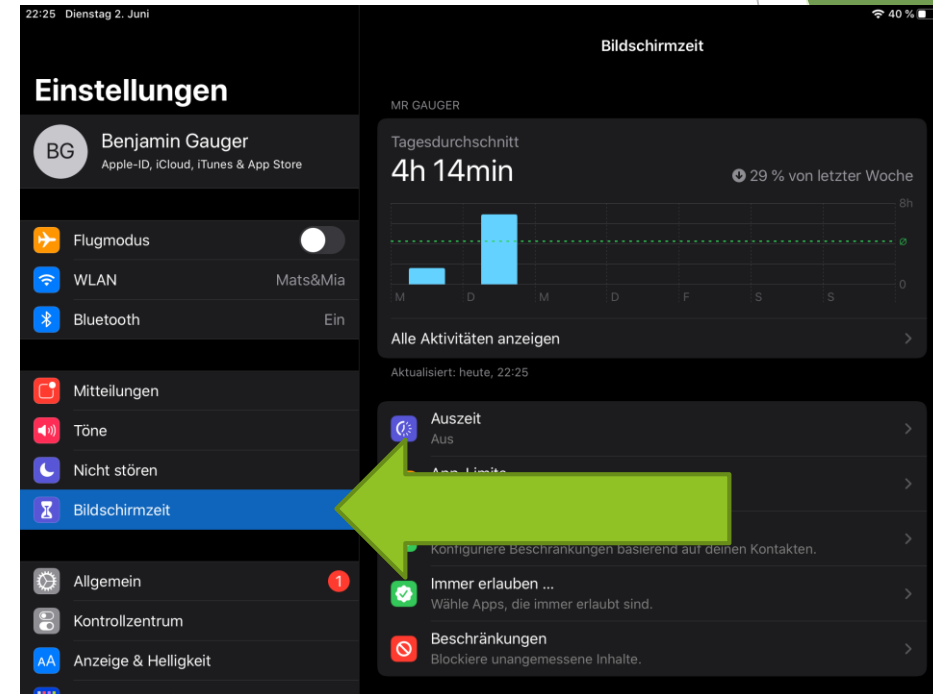 22:25 Dienstag 2. Juni
40 %
Einstellungen
BG
Benjamin Gauger
Apple-ID, iCloud, iTunes & App Store
Flugmodus
WLAN Mats&Mia
Bluetooth Ein
Mitteilungen
Töne
Nicht stören
Bildschirmzeit
Allgemein 1
Kontrollzentrum
AA Anzeige & Helligkeit
Bildschirmzeit
MR GAUGER
Tagesdurchschnitt
4h 14min
29 % von letzter Woche
8h
ø
0
M D M D F S S
Alle Aktivitäten anzeigen
Aktualisiert: heute, 22:25
Auszeit
Aus
Konfiguriere Beschränkungen basierend auf deinen Kontakten.
Immer erlauben ...
Wähle Apps, die immer erlaubt sind.
Beschränkungen
Blockiere unangemessene Inhalte.